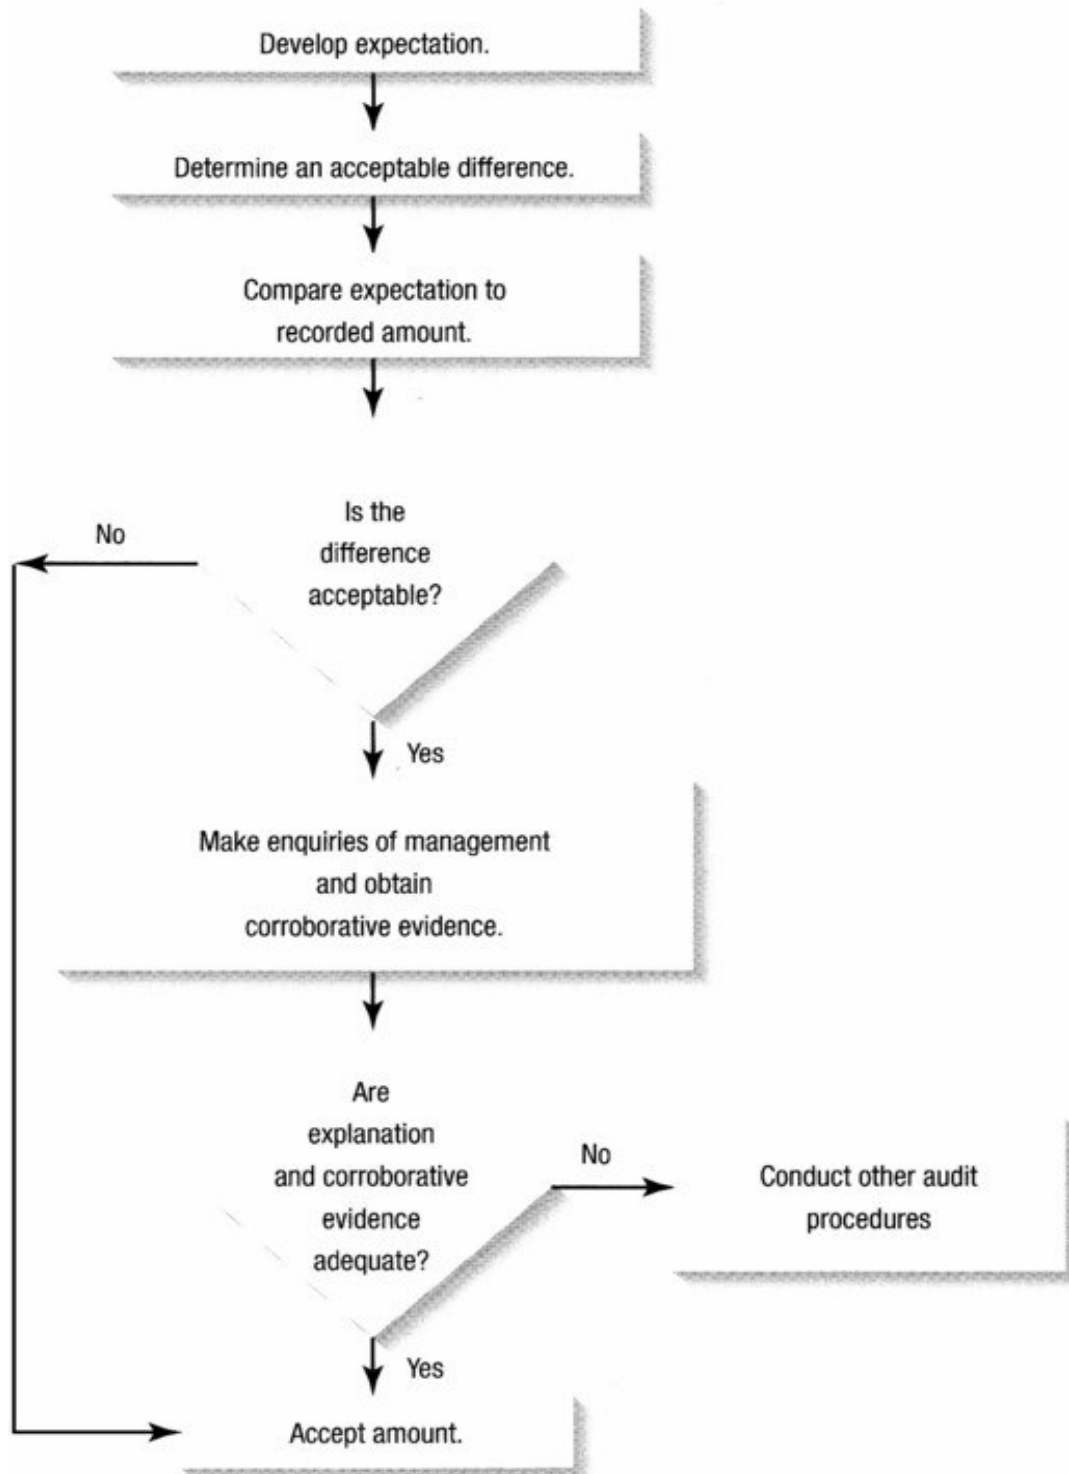 Develop expectation.
Determine an acceptable difference.
Compare expectation to
recorded amount.
Is the
difference
acceptable?
No
Yes
Make enquiries of management
and obtain
corroborative evidence.
Are
explanation
and corroborative
evidence
adequate?
No
Conduct other audit
procedures
Yes
Accept amount.